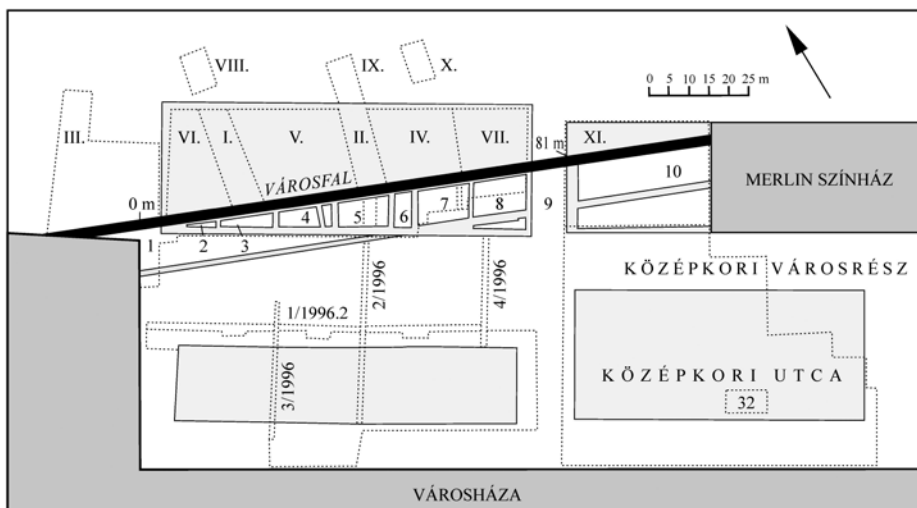 VIII.
IX.
X.
0 5 10 15 20 25 m
III.
VI.
I.
V.
II.
IV.
VII.
81 m
XI.
VÁROSFAL
0 m
10
MERLIN SZÍNHÁZ
1
2
3
4
5
6
7
8
9
KÖZÉPKORI VÁROSRÉSZ
1/1996.2
2/1996
4/1996
3/1996
KÖZÉPKORI UTCA
32
VÁROSHÁZA